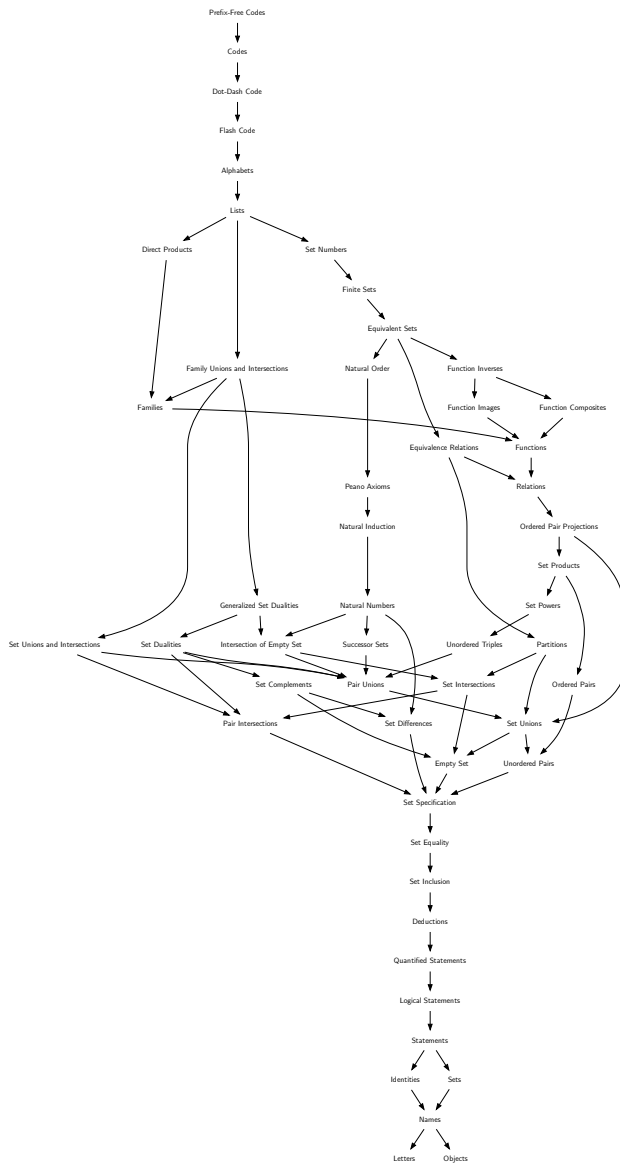 Prefix-Free Codes
Codes
Dot-Dash Code
Flash Code
Alphabets
Lists
Direct Products
Set Numbers
Finite Sets
Equivalent Sets
Family Unions and Intersections
Natural Order
Function Inverses
Families
Function Images
Function Composites
Equivalence Relations
Functions
Peano Axioms
Relations
Natural Induction
Ordered Pair Projections
Set Products
Generalized Set Dualities
Natural Numbers
Set Powers
Set Unions and Intersections
Set Dualities
Intersection of Empty Set
Successor Sets
Unordered Triples
Partitions
Set Complements
Pair Unions
Set Intersections
Ordered Pairs
Pair Intersections
Set Differences
Set Unions
Empty Set
Unordered Pairs
Set Specification
Set Equality
Set Inclusion
Deductions
Quantified Statements
Logical Statements
Statements
Identities
Sets
Names
Letters
Objects